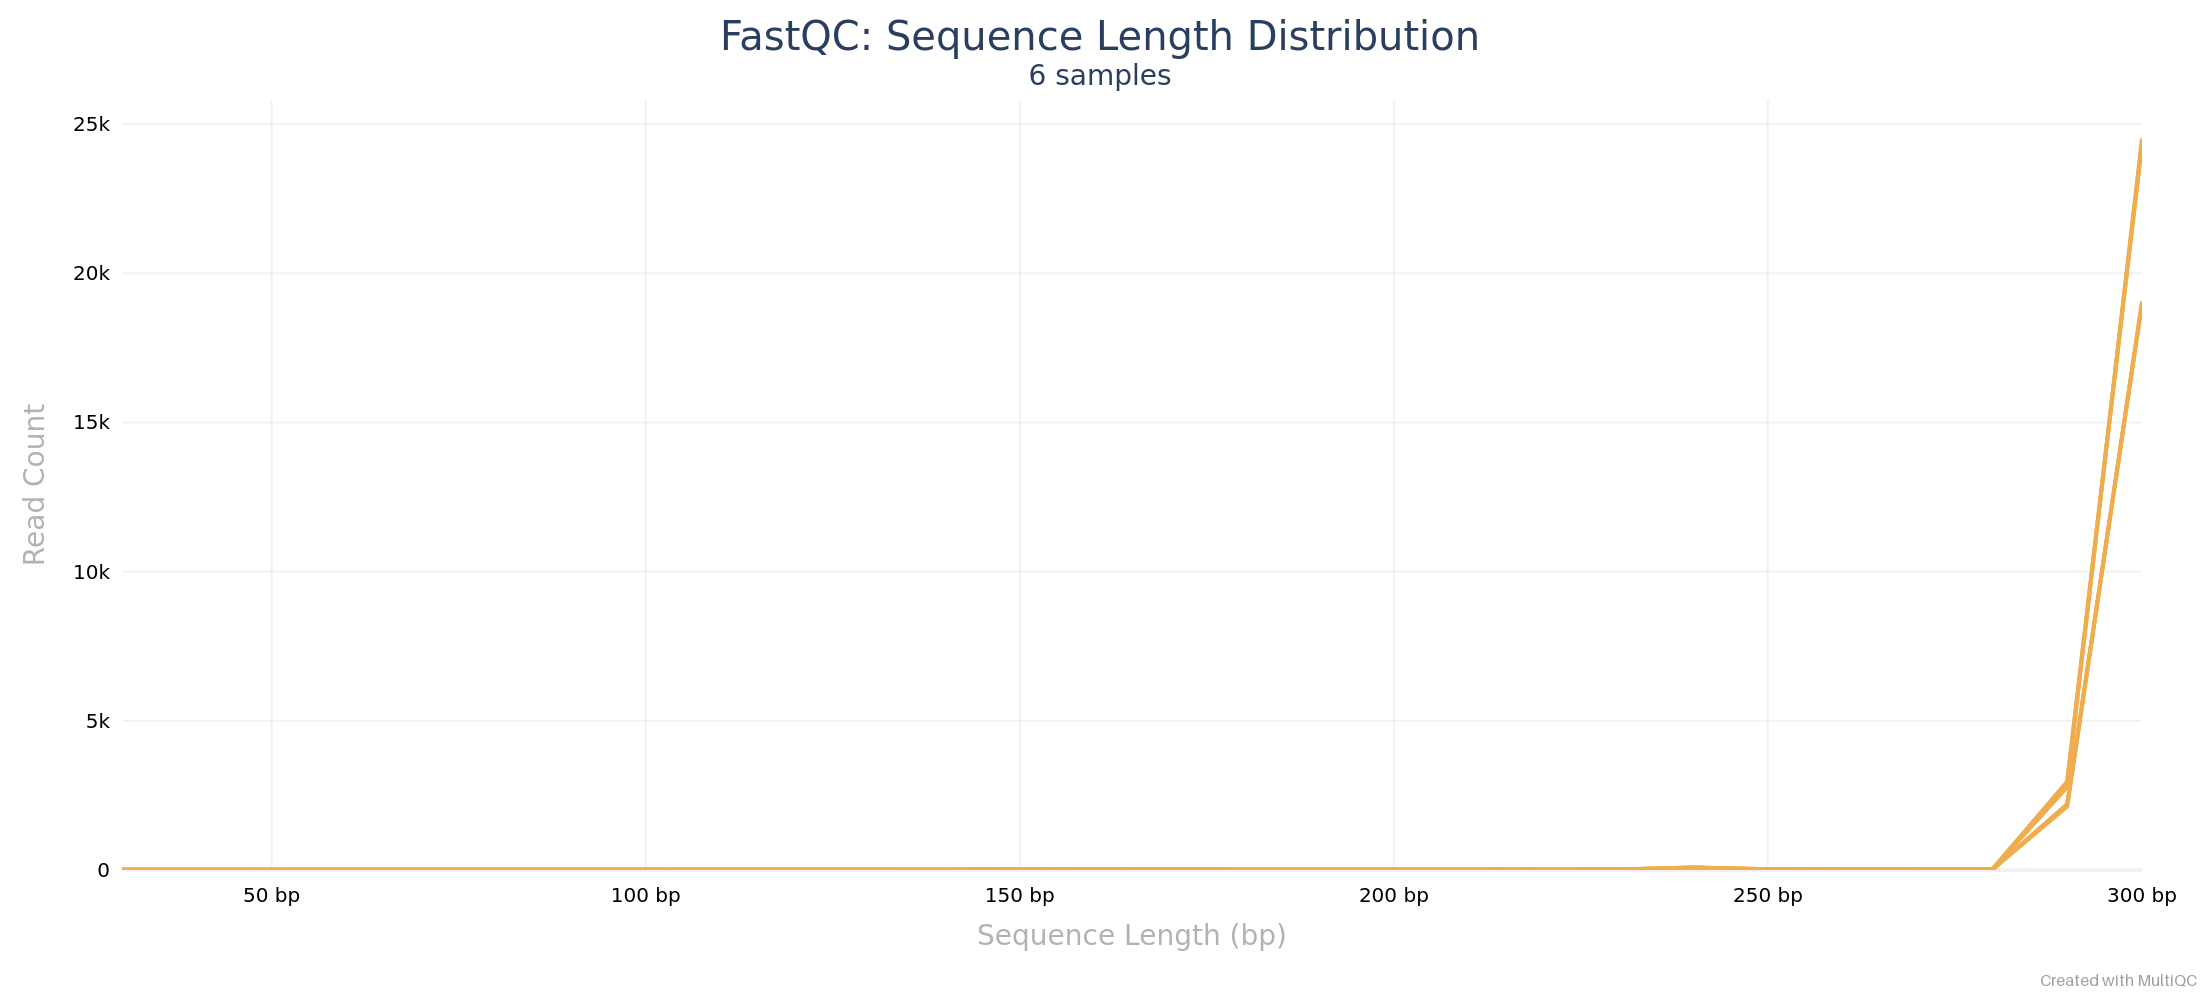 FastQC: Sequence Length Distribution
6 samples
25k
20k
15k
10k
5k
0
Read Count
50 bp
100 bp
150 bp
200 bp
250 bp
300 bp
Sequence Length (bp)
Created with MultiQC